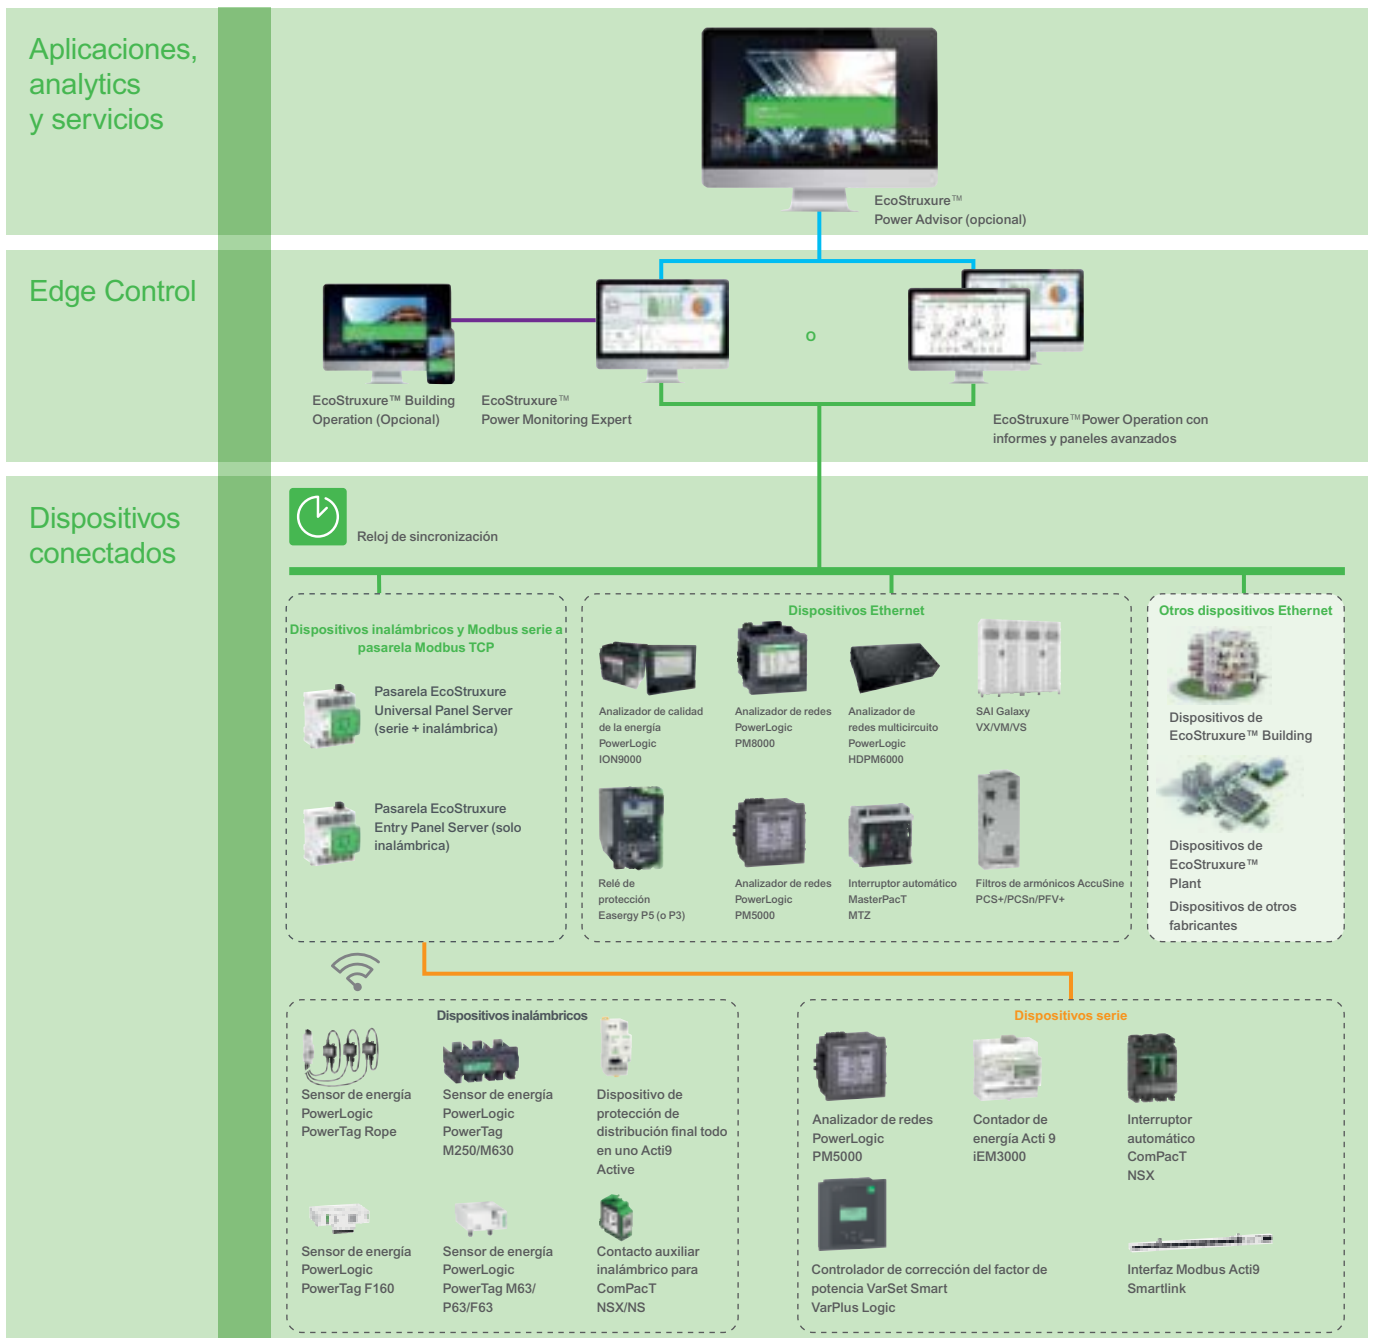 Aplicaciones,
analytics
y servicios
EcoStruxure™
Power Advisor (opcional)
Edge Control
O
EcoStruxure™ Building
Operation (Opcional)
EcoStruxure™
Power Monitoring Expert
EcoStruxure™Power Operation con
informes y paneles avanzados
Dispositivos
conectados
Reloj de sincronización
Dispositivos inalámbricos y Modbus serie a
pasarela Modbus TCP
Pasarela EcoStruxure
Universal Panel Server
(serie + inalámbrica)
Pasarela EcoStruxure
Entry Panel Server (solo
inalámbrica)
Dispositivos Ethernet
Analizador de calidad
de la energía
PowerLogic
ION9000
Analizador de redes
PowerLogic
PM8000
Analizador de
redes multicircuito
PowerLogic
HDPM6000
SAI Galaxy
VX/VM/VS
Relé de
protección
Easergy P5 (o P3)
Analizador de redes
PowerLogic
PM5000
Interruptor automático
MasterPacT
MTZ
Filtros de armónicos AccuSine
PCS+/PCSn/PFV+
Otros dispositivos Ethernet
Dispositivos de
EcoStruxure™ Building
Dispositivos de
EcoStruxure™
Plant
Dispositivos de otros
fabricantes
Dispositivos inalámbricos
Sensor de energía
PowerLogic
PowerTag Rope
Sensor de energía
PowerLogic
PowerTag
M250/M630
Dispositivo de
protección de
distribución final todo
en uno Acti9
Active
Sensor de energía
PowerLogic
PowerTag F160
Sensor de energía
PowerLogic
PowerTag M63/
P63/F63
Contacto auxiliar
inalámbrico para
ComPacT
NSX/NS
Dispositivos serie
Analizador de redes
PowerLogic
PM5000
Contador de
energía Acti 9
iEM3000
Interruptor
automático
ComPacT
NSX
Controlador de corrección del factor de
potencia VarSet Smart
VarPlus Logic
Interfaz Modbus Acti9
Smartlink